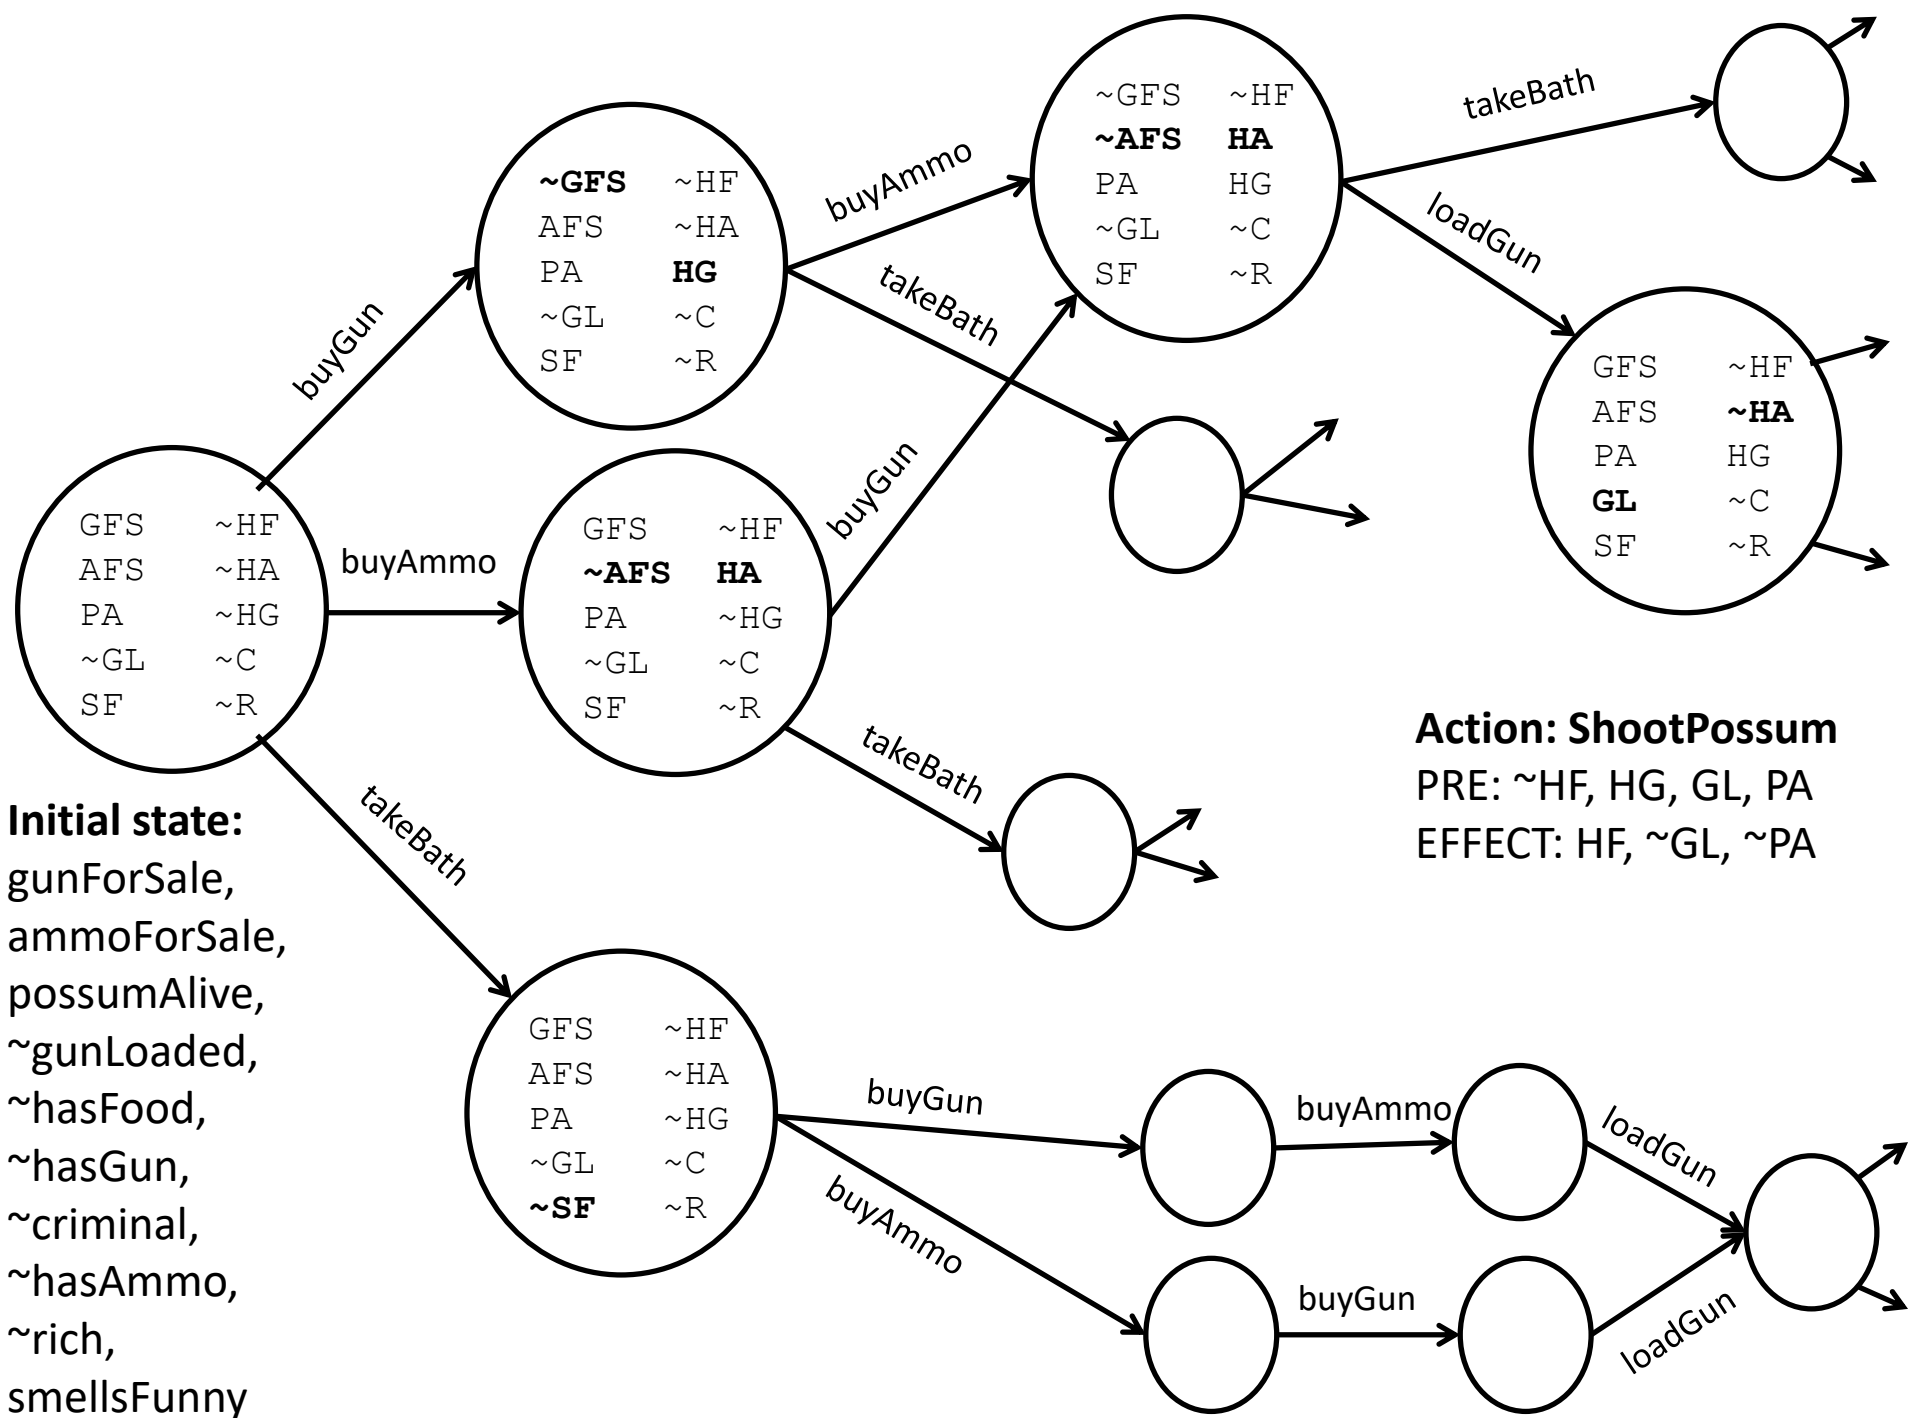 ~GFS ~HF
~AFS HA
PA HG
~GL ~C
SF ~R
takeBath
loadGun
buyAmmo
takeBath
~GFS ~HF
AFS ~HA
PA HG
~GL ~C
SF ~R
buyGun
GFS ~HF
AFS ~HA
PA HG
GL ~C
SF ~R
GFS ~HF
AFS ~HA
PA ~HG
~GL ~C
SF ~R
buyAmmo
GFS ~HF
~AFS HA
PA ~HG
~GL ~C
SF ~R
buyGun
takeBath
takeBath
Action: ShootPossum
PRE: ~HF, HG, GL, PA
EFFECT: HF, ~GL, ~PA
Initial state:
gunForSale,
ammoForSale,
possumAlive,
~gunLoaded,
~hasFood,
~hasGun,
~criminal,
~hasAmmo,
~rich,
smellsFunny
GFS ~HF
AFS ~HA
PA ~HG
~GL ~C
~SF ~R
buyGun
buyAmmo
loadGun
buyAmmo
buyGun
loadGun